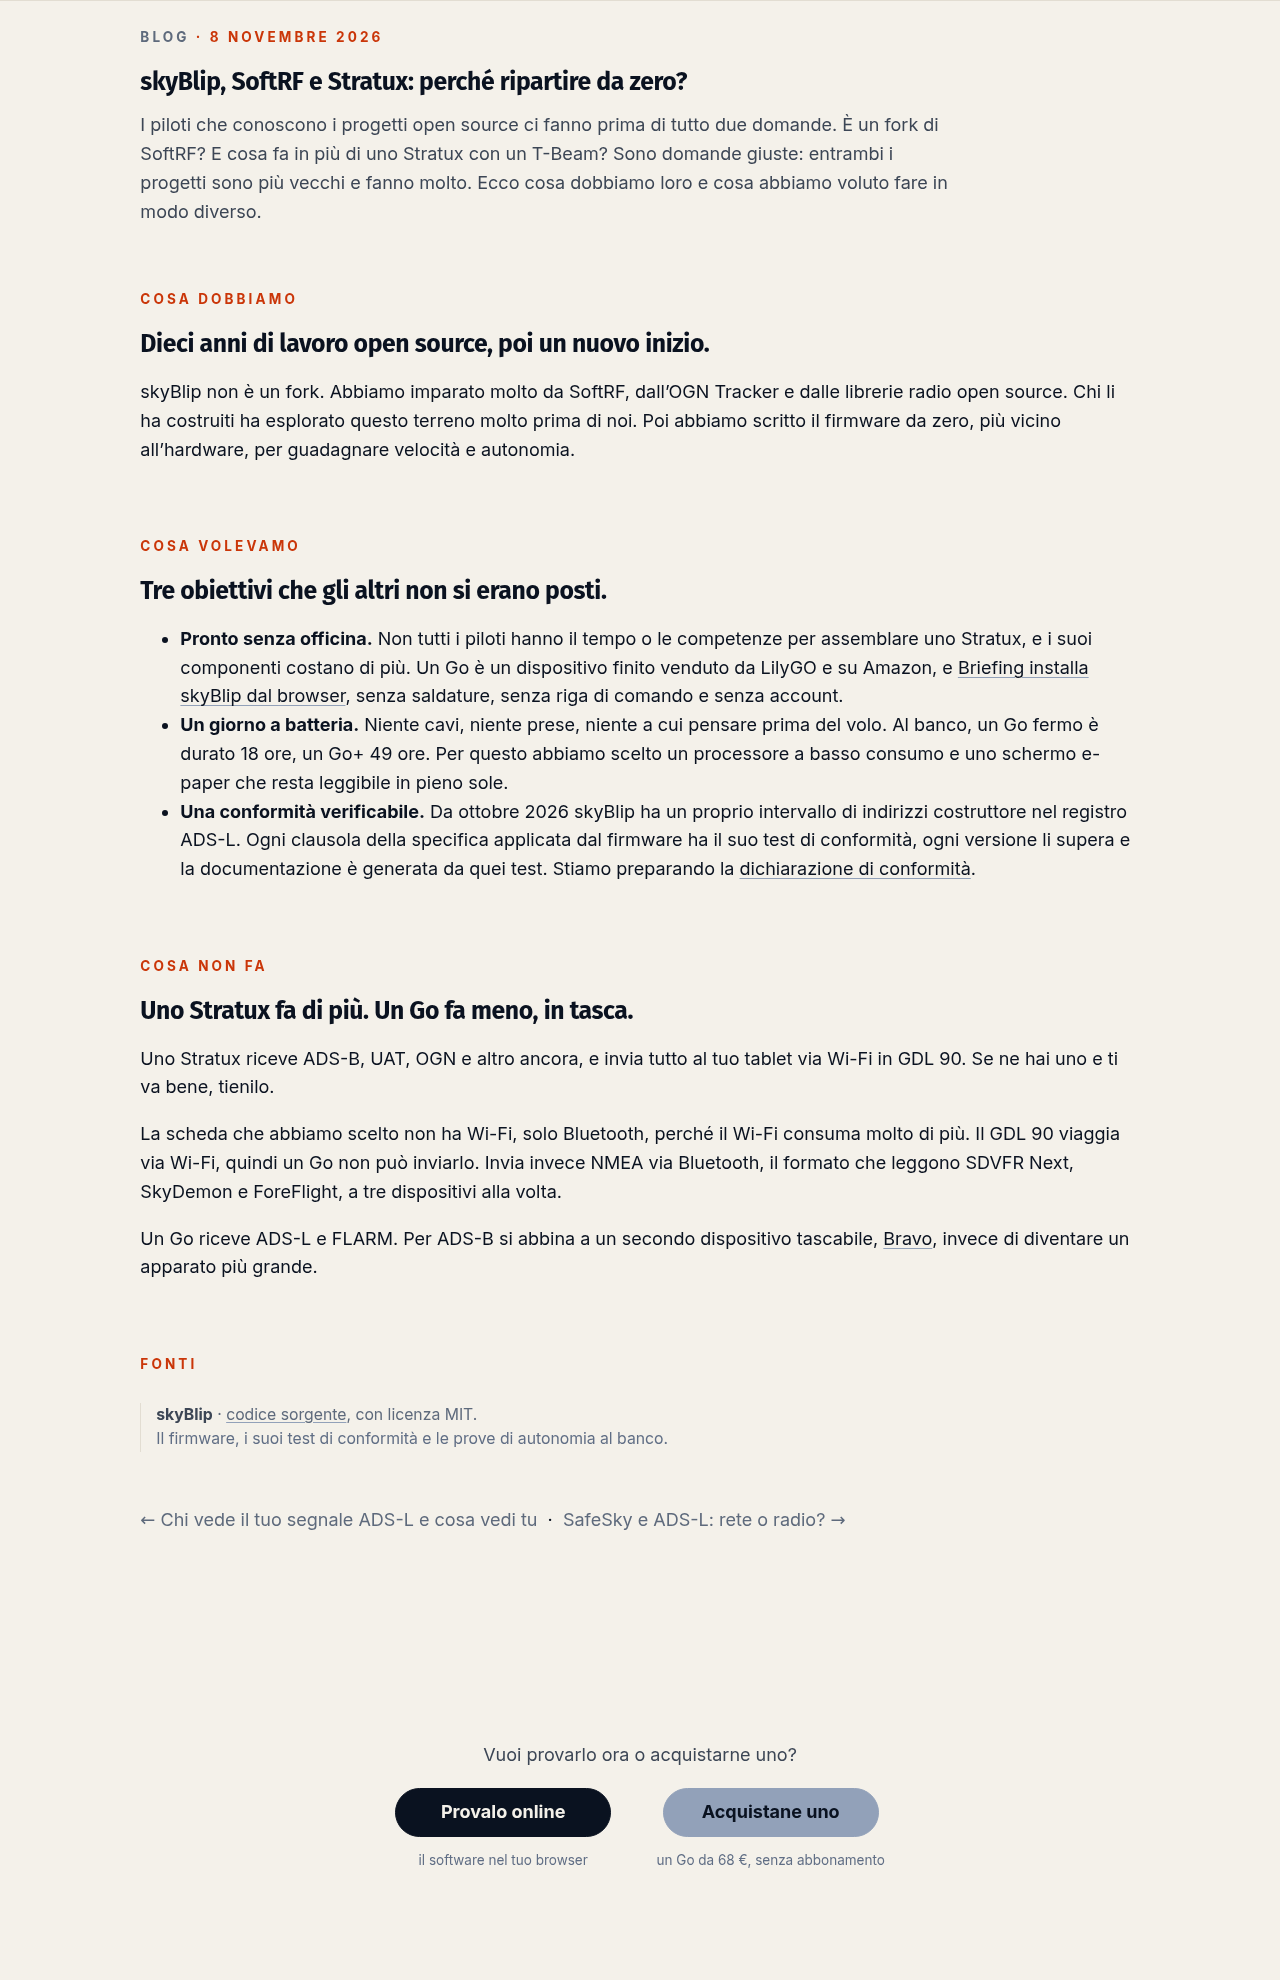 BLOG · 8 NOVEMBRE 2026
skyBlip, SoftRF e Stratux: perché ripartire da zero?
I piloti che conoscono i progetti open source ci fanno prima di tutto due domande. È un fork di
SoftRF? E cosa fa in più di uno Stratux con un T-Beam? Sono domande giuste: entrambi i
progetti sono più vecchi e fanno molto. Ecco cosa dobbiamo loro e cosa abbiamo voluto fare in
modo diverso.
COSA DOBBIAMO
Dieci anni di lavoro open source, poi un nuovo inizio.
skyBlip non è un fork. Abbiamo imparato molto da SoftRF, dall’OGN Tracker e dalle librerie radio open source. Chi li
ha costruiti ha esplorato questo terreno molto prima di noi. Poi abbiamo scritto il firmware da zero, più vicino
all’hardware, per guadagnare velocità e autonomia.
COSA VOLEVAMO
Tre obiettivi che gli altri non si erano posti.
• Pronto senza officina. Non tutti i piloti hanno il tempo o le competenze per assemblare uno Stratux, e i suoi
componenti costano di più. Un Go è un dispositivo finito venduto da LilyGO e su Amazon, e Briefing installa
skyBlip dal browser, senza saldature, senza riga di comando e senza account.
• Un giorno a batteria. Niente cavi, niente prese, niente a cui pensare prima del volo. Al banco, un Go fermo è
durato 18 ore, un Go+ 49 ore. Per questo abbiamo scelto un processore a basso consumo e uno schermo e-
paper che resta leggibile in pieno sole.
• Una conformità verificabile. Da ottobre 2026 skyBlip ha un proprio intervallo di indirizzi costruttore nel registro
ADS-L. Ogni clausola della specifica applicata dal firmware ha il suo test di conformità, ogni versione li supera e
la documentazione è generata da quei test. Stiamo preparando la dichiarazione di conformità.
COSA NON FA
Uno Stratux fa di più. Un Go fa meno, in tasca.
Uno Stratux riceve ADS-B, UAT, OGN e altro ancora, e invia tutto al tuo tablet via Wi-Fi in GDL 90. Se ne hai uno e ti
va bene, tienilo.
La scheda che abbiamo scelto non ha Wi-Fi, solo Bluetooth, perché il Wi-Fi consuma molto di più. Il GDL 90 viaggia
via Wi-Fi, quindi un Go non può inviarlo. Invia invece NMEA via Bluetooth, il formato che leggono SDVFR Next,
SkyDemon e ForeFlight, a tre dispositivi alla volta.
Un Go riceve ADS-L e FLARM. Per ADS-B si abbina a un secondo dispositivo tascabile, Bravo, invece di diventare un
apparato più grande.
FONTI
skyBlip · codice sorgente, con licenza MIT.
Il firmware, i suoi test di conformità e le prove di autonomia al banco.
← Chi vede il tuo segnale ADS-L e cosa vedi tu · SafeSky e ADS-L: rete o radio? →
Vuoi provarlo ora o acquistarne uno?
Provalo online
Acquistane uno
il software nel tuo browser
un Go da 68 €, senza abbonamento